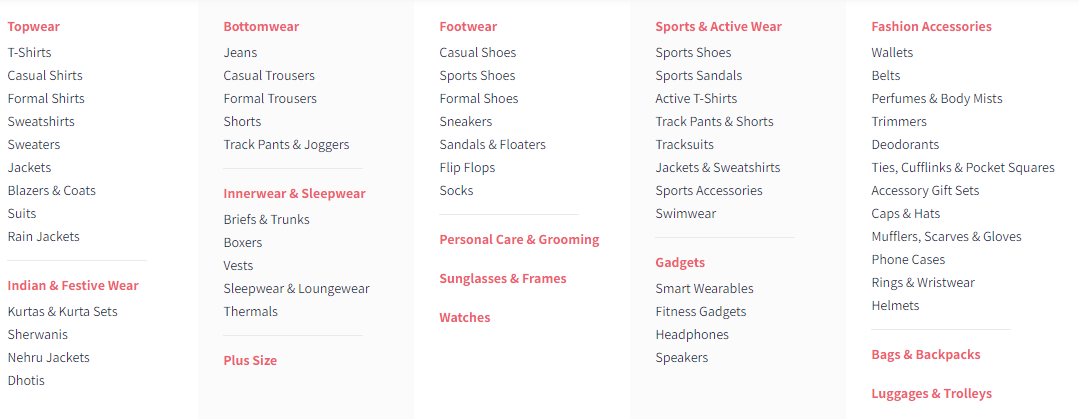 Topwear
T-Shirts
Casual Shirts
Formal Shirts
Sweatshirts
Sweaters
Jackets
Blazers & Coats
Suits
Rain Jackets
Indian & Festive Wear
Kurtas & Kurta Sets
Sherwanis
Nehru Jackets
Dhotis
Bottomwear
Jeans
Casual Trousers
Formal Trousers
Shorts
Track Pants & Joggers
Innerwear & Sleepwear
Briefs & Trunks
Boxers
Vests
Sleepwear & Loungewear
Thermals
Plus Size
Footwear
Casual Shoes
Sports Shoes
Formal Shoes
Sneakers
Sandals & Floaters
Flip Flops
Socks
Personal Care & Grooming
Sunglasses & Frames
Watches
Sports & Active Wear
Sports Shoes
Sports Sandals
Active T-Shirts
Track Pants & Shorts
Tracksuits
Jackets & Sweatshirts
Sports Accessories
Swimwear
Gadgets
Smart Wearables
Fitness Gadgets
Headphones
Speakers
Fashion Accessories
Wallets
Belts
Perfumes & Body Mists
Trimmers
Deodorants
Ties, Cufflinks & Pocket Squares
Accessory Gift Sets
Caps & Hats
Mufflers, Scarves & Gloves
Phone Cases
Rings & Wristwear
Helmets
Bags & Backpacks
Luggages & Trolleys